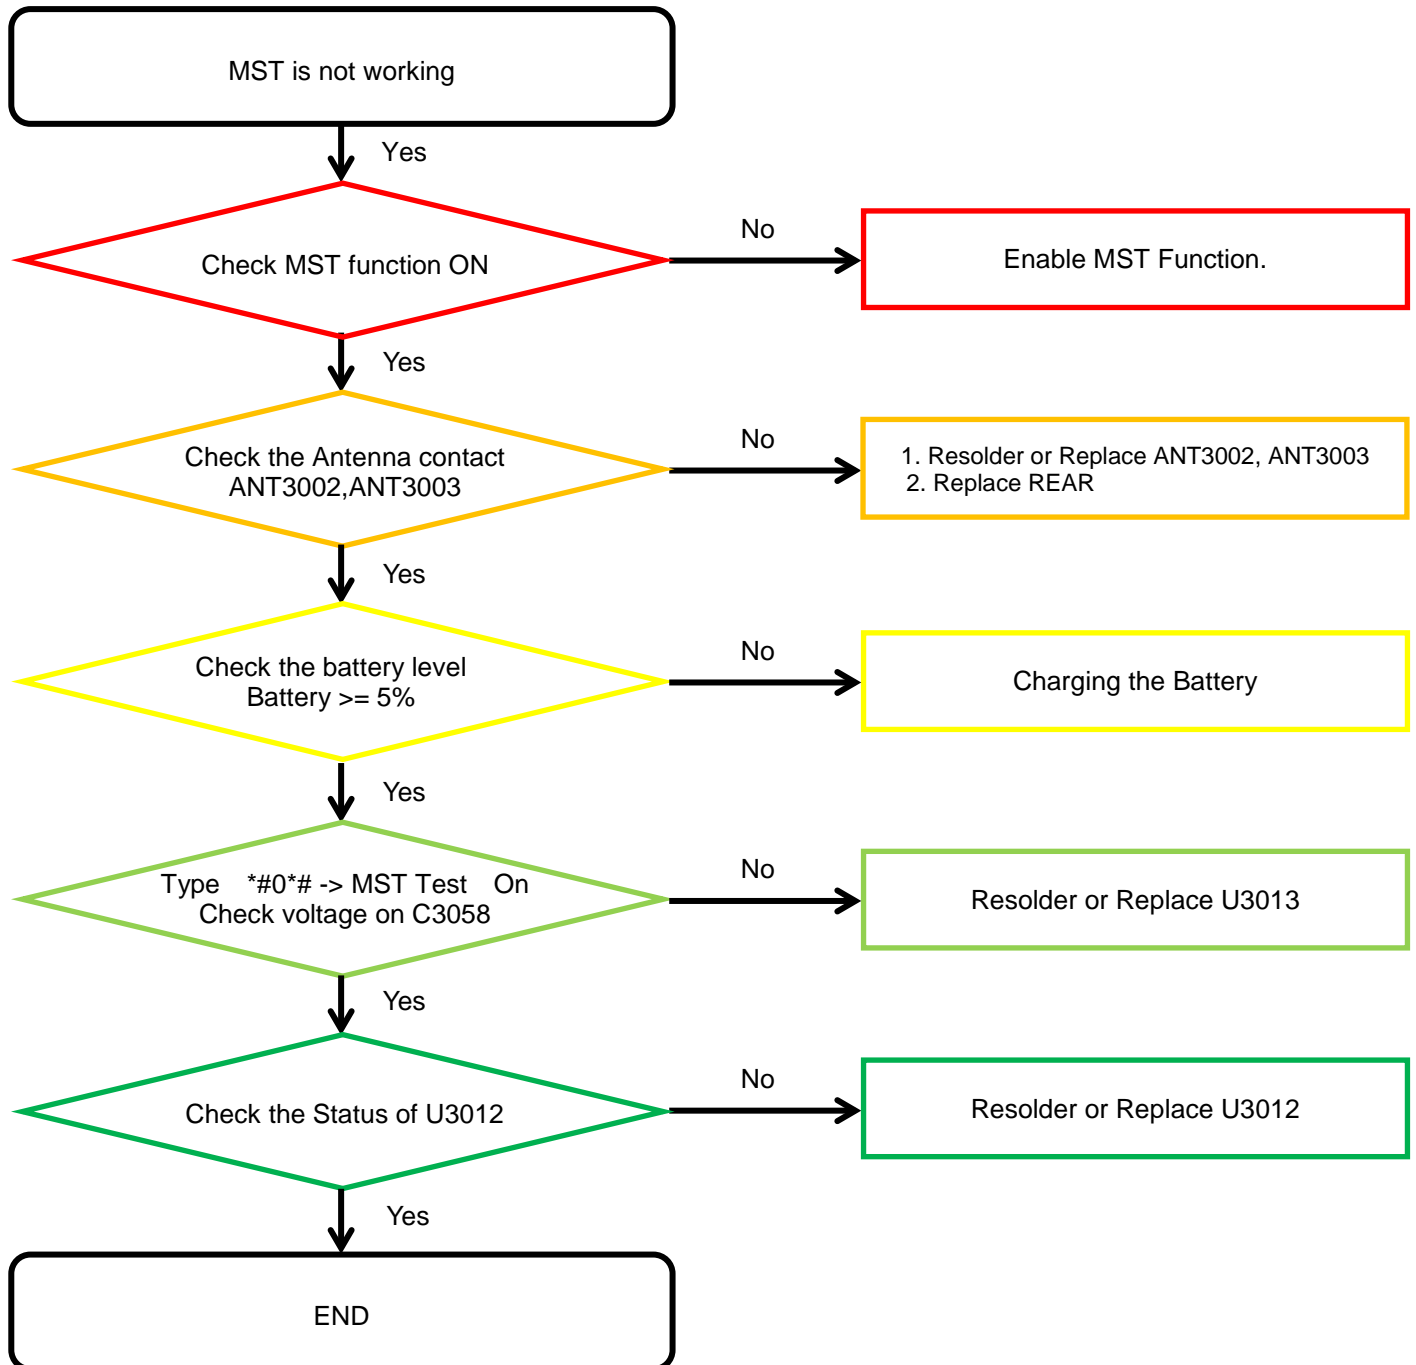 MST is not working
Yes
Check MST function ON
No
Enable MST Function.
Yes
Check the Antenna contact
ANT3002,ANT3003
No
1. Resolder or Replace ANT3002, ANT3003
2. Replace REAR
Yes
Check the battery level
Battery >= 5%
No
Charging the Battery
Yes
Type *#0*# -> MST Test On
Check voltage on C3058
No
Resolder or Replace U3013
Yes
Check the Status of U3012
No
Resolder or Replace U3012
Yes
END